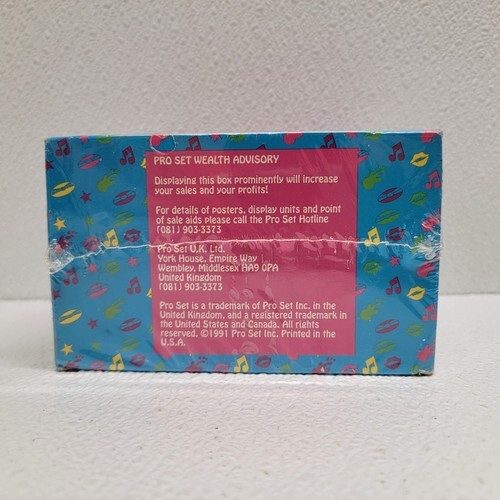 PRO SET WEALTH ADVISORY
Displaying this box prominently will increase
your sales and your profits!
For details of posters, display units and point
of sale aids please call the Pro Set Hotline
(081) 903-3373
Pro Set U.K. Ltd.
York House, Empire Way
Wembley, Middlesex HA9 OPA
United Kingdom
(081) 903-3373
Pro Set is a trademark of Pro Set Inc. in the
United Kingdom, and a registered trademark in
the United States and Canada. All rights
reserved. ©1991 Pro Set Inc. Printed in the
U.S.A.